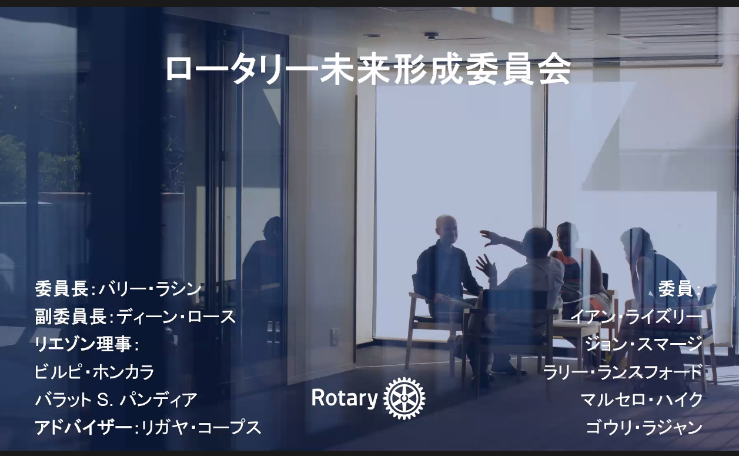 ロータリー未来形成委員会
委員長:バリー・ラシン
副委員長:ディーン・ロース
リエゾン理事:
ビルピ・ホンカラ
バラット S. パンディア
アドバイザー:リガヤ・コープス
Rotary
委員:
イアン・ライズリー
ジョン・スマージ
ラリー・ランスフォード
マルセロ・ハイク
ゴウリ・ラジャン